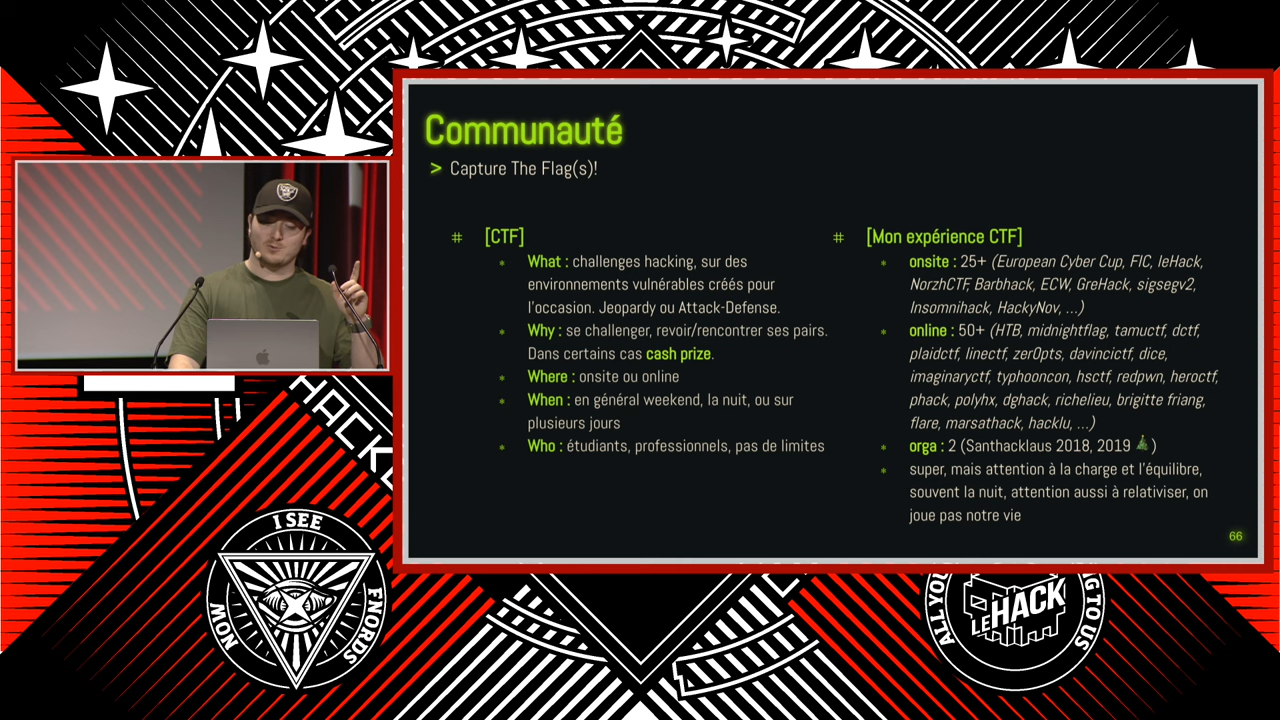 Communauté
> Capture The Flag(s)!
# [CTF]
* What : challenges hacking, sur des
environnements vulnérables créés pour
l'occasion. Jeopardy ou Attack-Defense.
* Why : se challenger, revoir/rencontrer ses pairs.
Dans certains cas cash prize.
* Where : onsite ou online
* When : en général weekend, la nuit, ou sur
plusieurs jours
* Who : étudiants, professionnels, pas de limites
# [Mon expérience CTF]
* onsite : 25+ (European Cyber Cup, FIC, leHack,
NorzhCTF, Barbhack, ECW, GreHack, sigsegv2,
Insomnihack, HackyNov, ...)
* online : 50+ (HTB, midnightflag, tamuctf, dctf,
plaidctf, linectf, zer0pts, davincictf, dice,
imaginaryctf, typhooncon, hsctf, redpwn, heroctf,
phack, polyhx, dghack, richelieu, brigitte friang,
flare, marsathack, hacklu, ...)
* orga : 2 (Santhacklaus 2018, 2019 🎄)
* super, mais attention à la charge et l'équilibre,
souvent la nuit, attention aussi à relativiser, on
joue pas notre vie
66
HACK
I SEE
FNORDS
NOW
ALL YOU
LEHACK
NG TO US